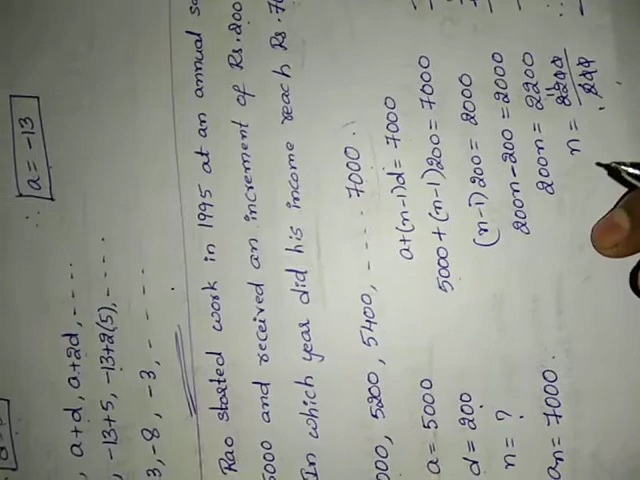 ∴ a = -13
, a+d, a+2d, ----
, -13+5, -13+2(5), ----
3, -8, -3, - - - -
Rao started work in 1995 at an annual
5000 and received an increment of Rs.200
In which year did his income reach Rs.
000, 5200, 5400, - - - - 7000.
a = 5000
d = 200
n = ?
an = 7000.
a+(n-1)d = 7000
5000+(n-1)200 = 7000
(n-1)200 = 2000
200n-200 = 2000
200n = 2200
n = 2200/200